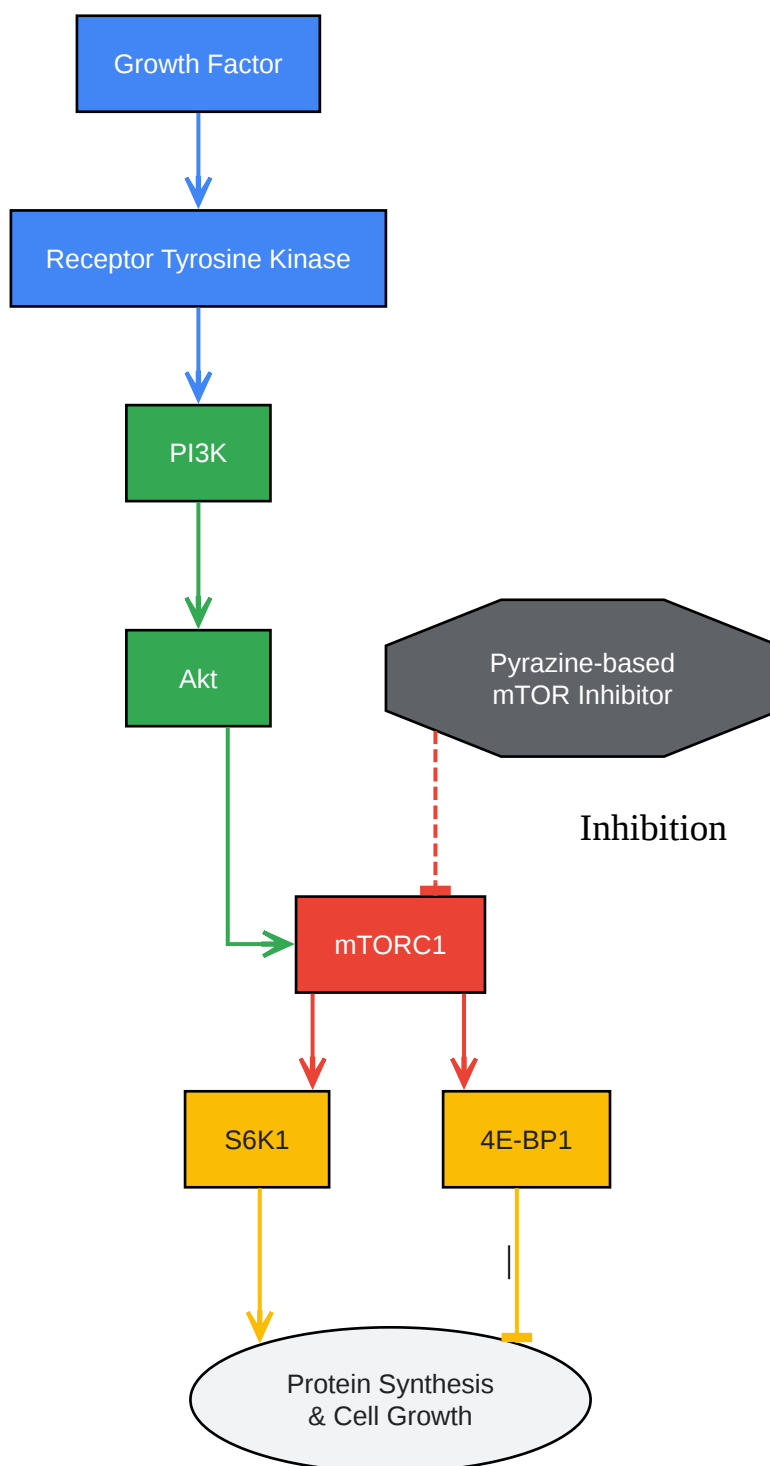 Growth Factor
Receptor Tyrosine Kinase
PI3K
Akt
Pyrazine-based
mTOR Inhibitor
Inhibition
mTORC1
S6K1
4E-BP1
|
Protein Synthesis
& Cell Growth